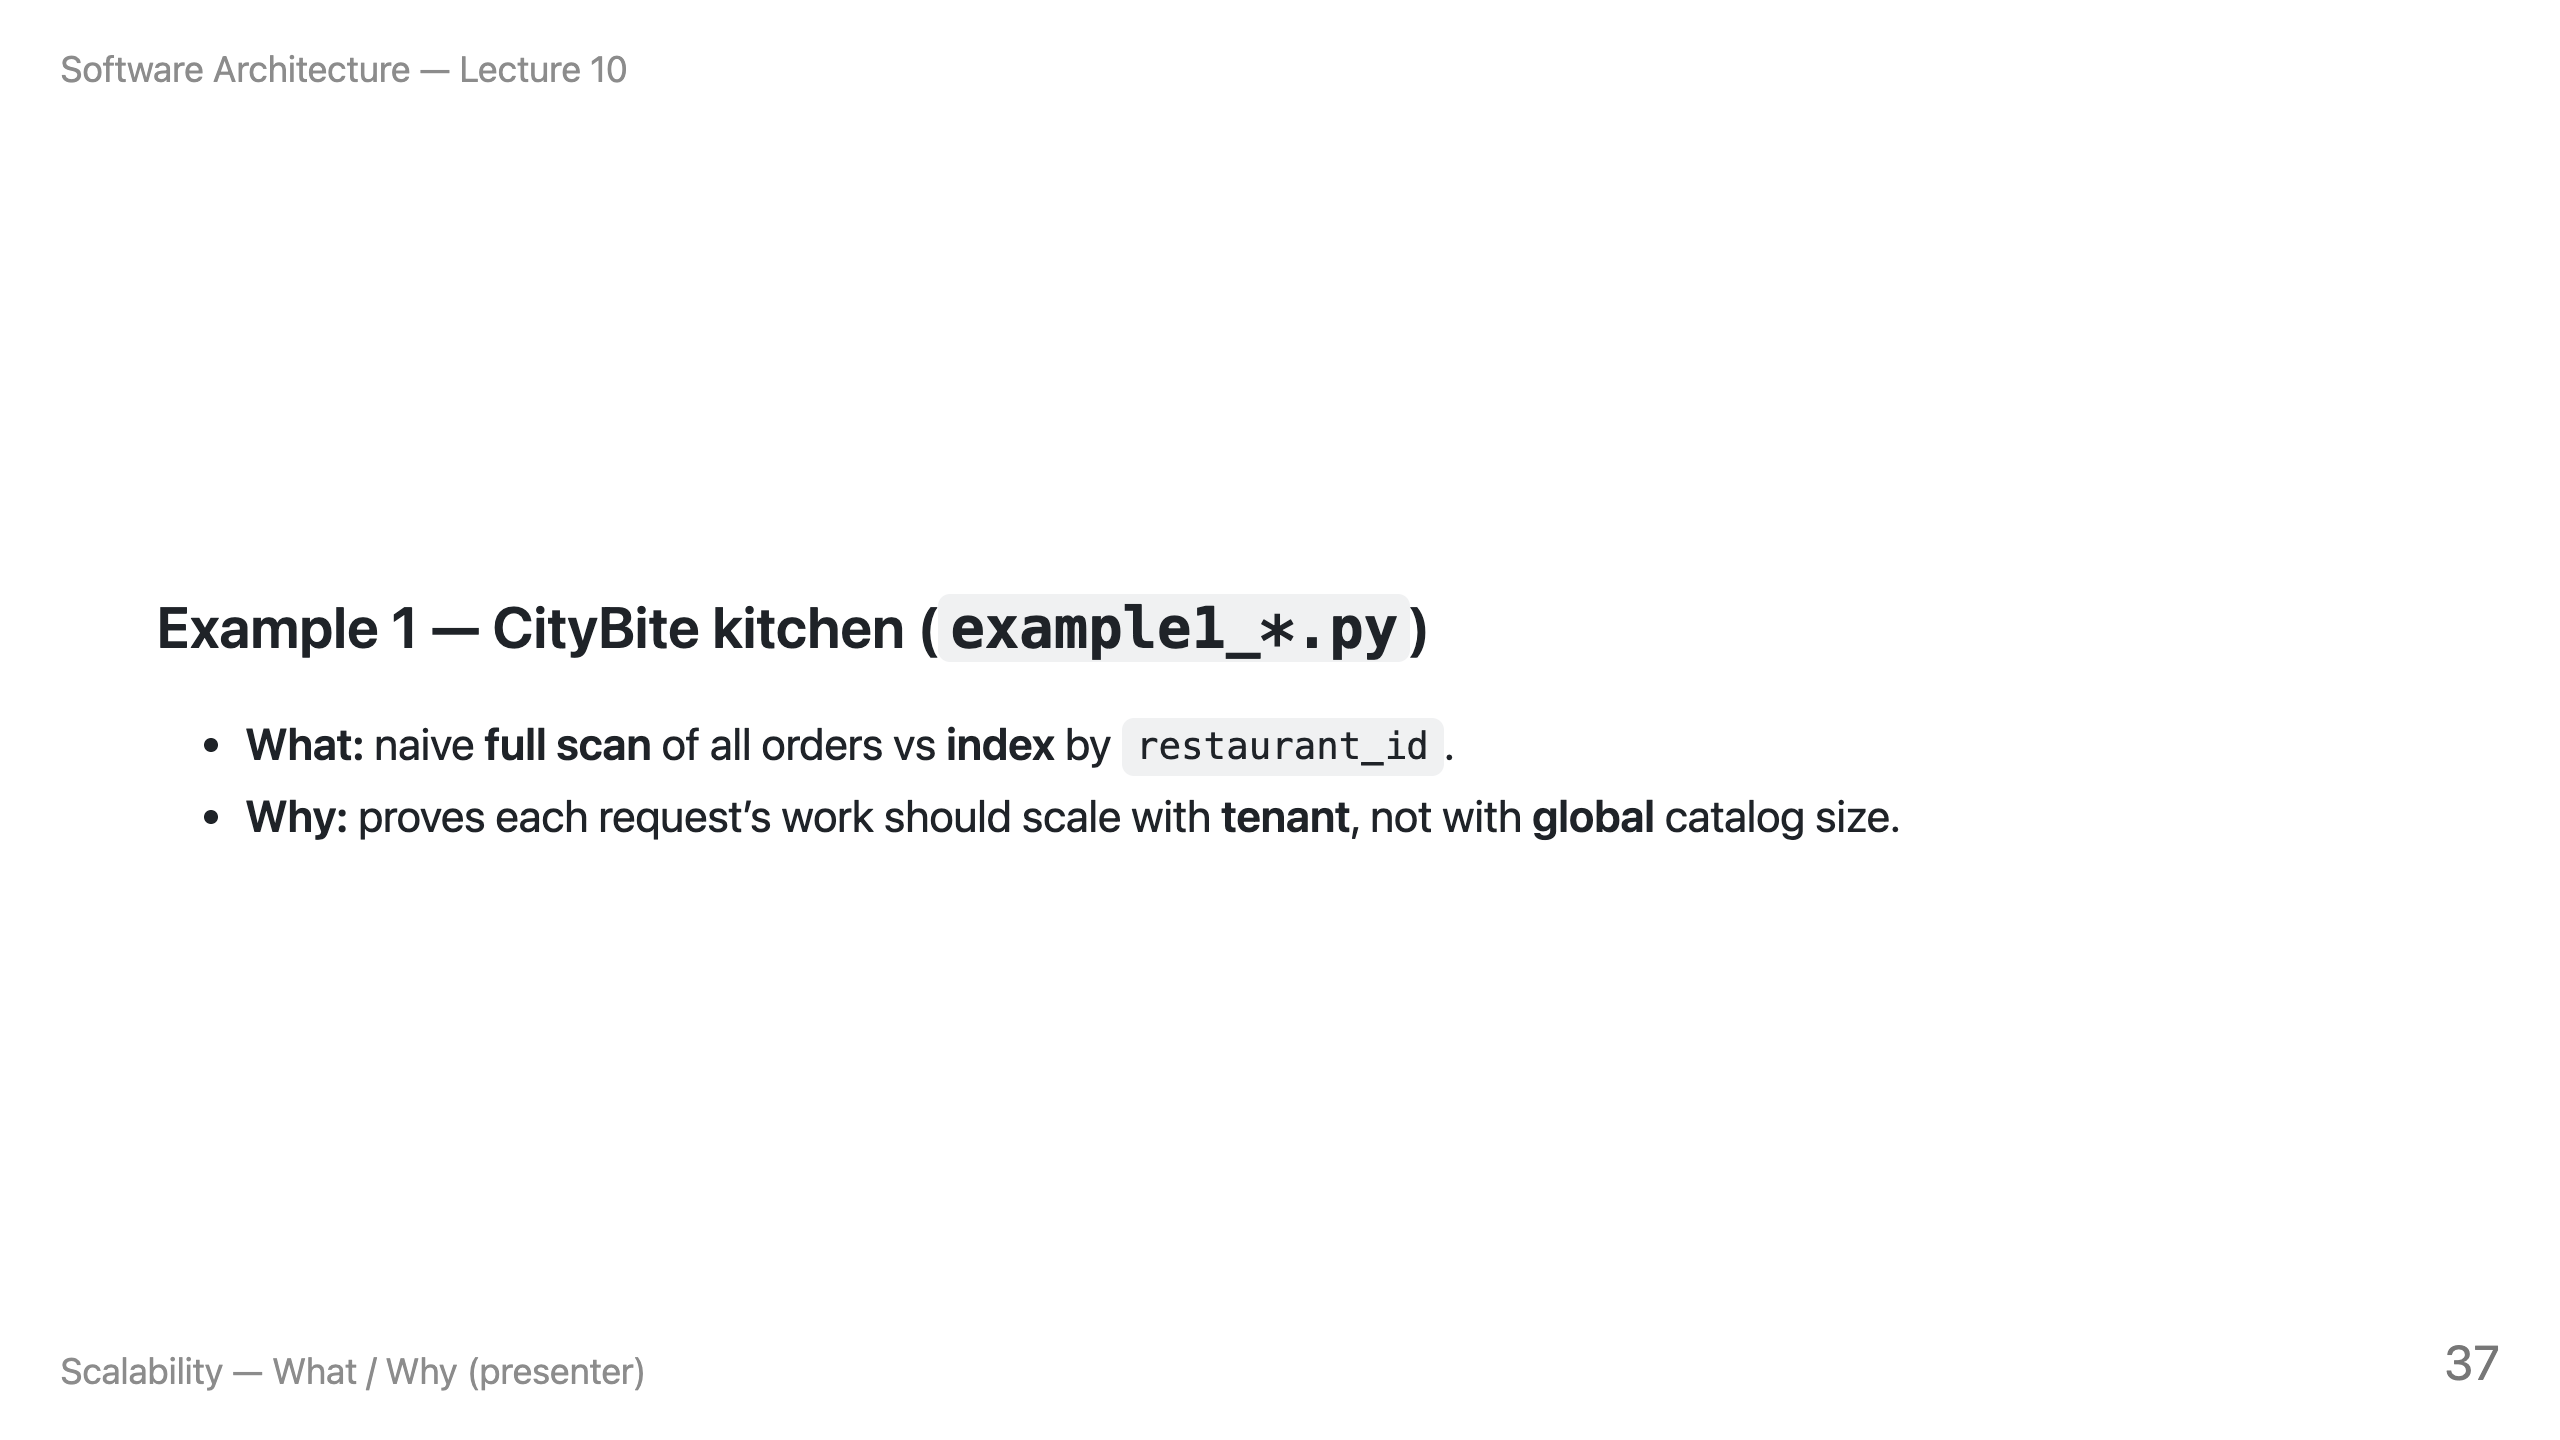 Software Architecture — Lecture 10
Example 1 — CityBite kitchen (example1_*.py)
• What: naive full scan of all orders vs index by restaurant_id.
• Why: proves each request’s work should scale with tenant, not with global catalog size.
Scalability — What / Why (presenter)
37